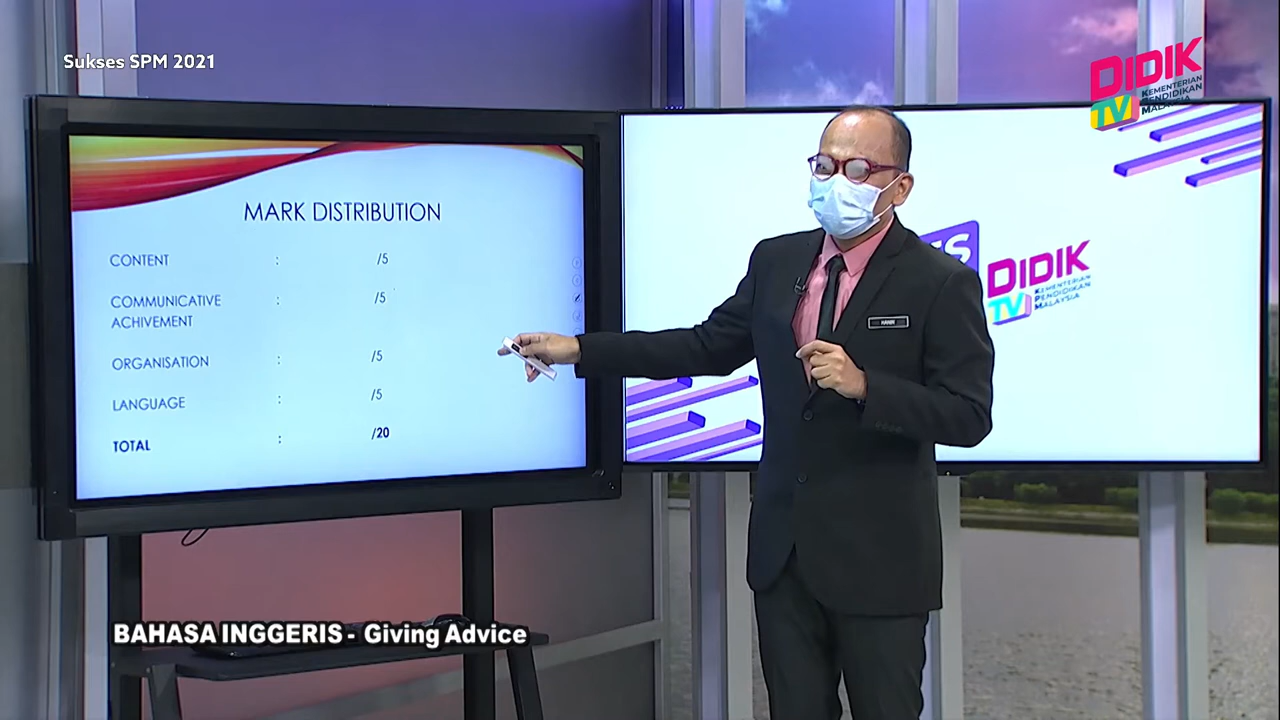 Sukses SPM 2021
DIDIK
TV
KEMENTERIAN
PENDIDIKAN
MALAYSIA
MARK DISTRIBUTION
CONTENT : /5
COMMUNICATIVE : /5
ACHIVEMENT
ORGANISATION : /5
LANGUAGE : /5
TOTAL : /20
DIDIK
TV
KEMENTERIAN
PENDIDIKAN
MALAYSIA
BAHASA INGGERIS - Giving Advice